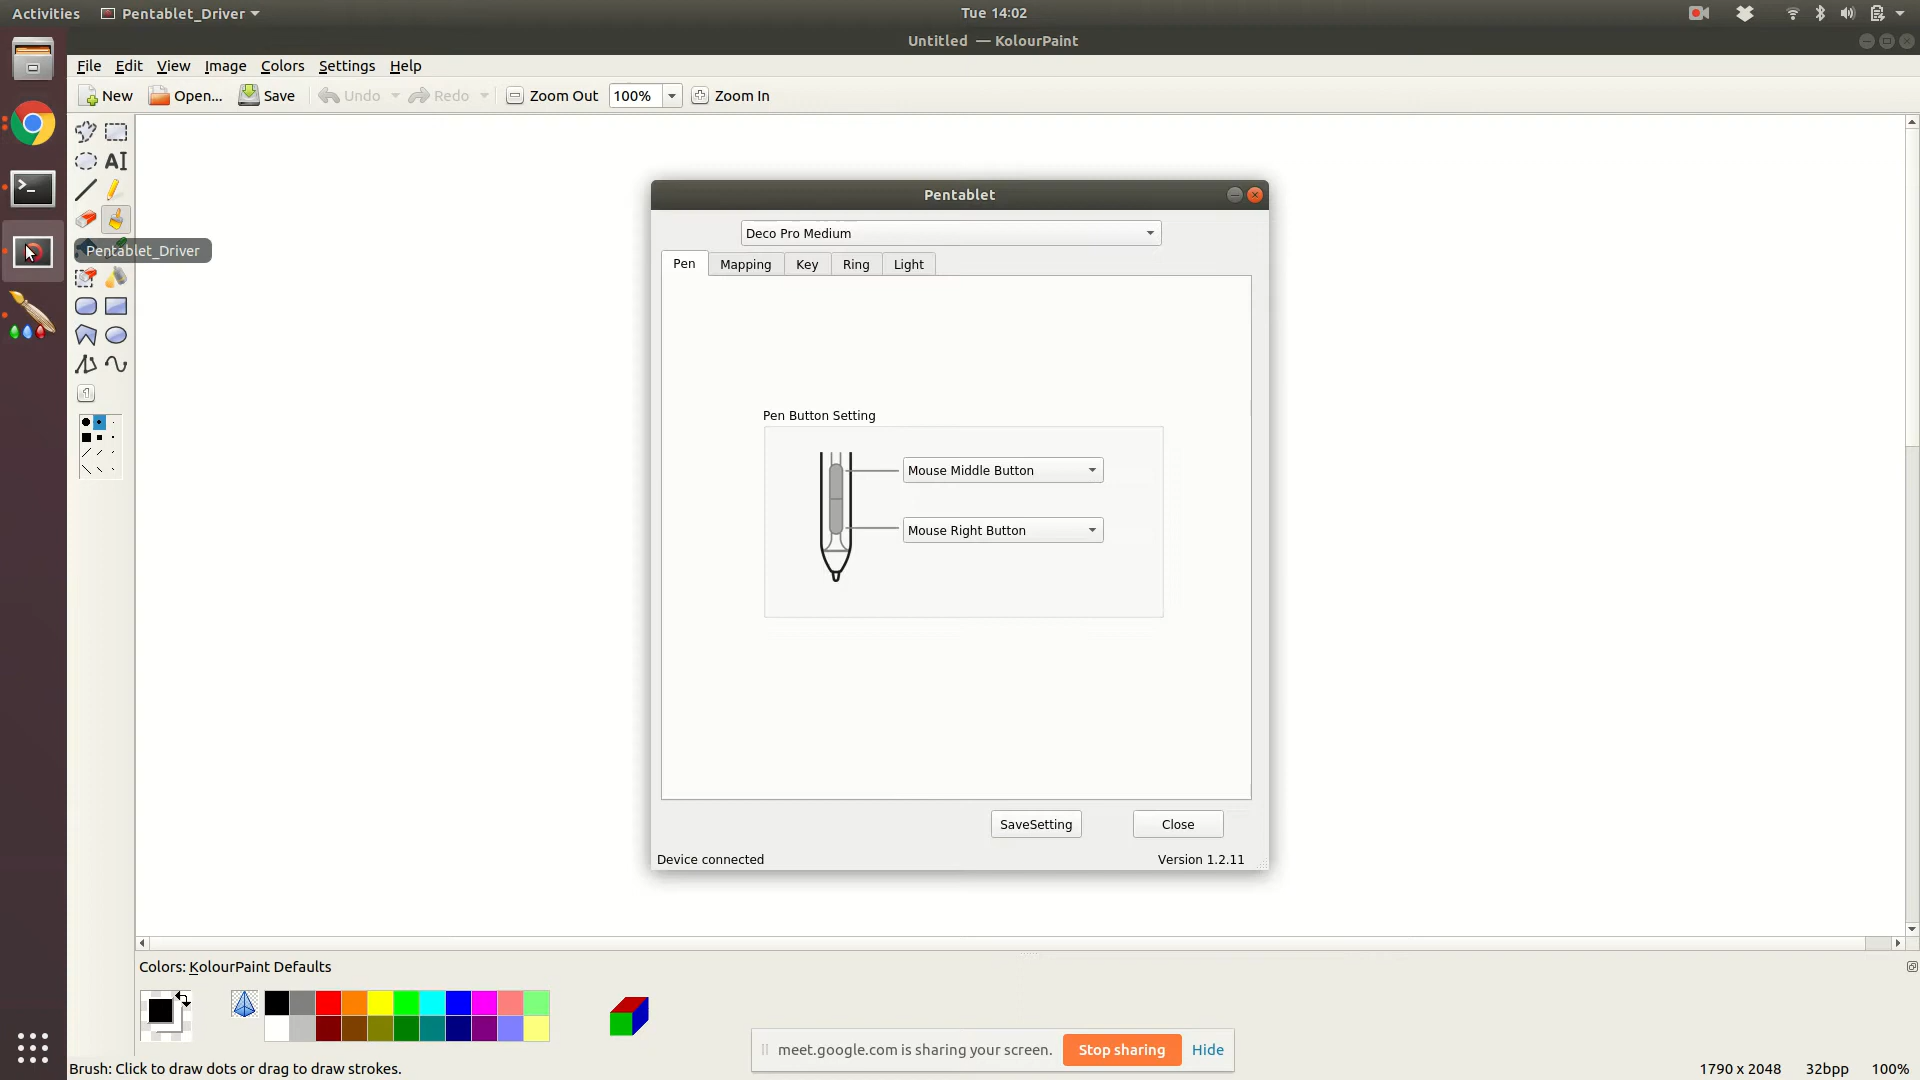 Activities Pentablet_Driver Tue 14:02
Untitled — KolourPaint
File Edit View Image Colors Settings Help
New Open... Save Undo Redo Zoom Out 100% Zoom In
Pentablet_Driver
Pentablet
Deco Pro Medium
Pen Mapping Key Ring Light
Pen Button Setting
Mouse Middle Button
Mouse Right Button
SaveSetting Close
Device connected Version 1.2.11
Colors: KolourPaint Defaults
meet.google.com is sharing your screen. Stop sharing Hide
Brush: Click to draw dots or drag to draw strokes. 1790 x 2048 32bpp 100%